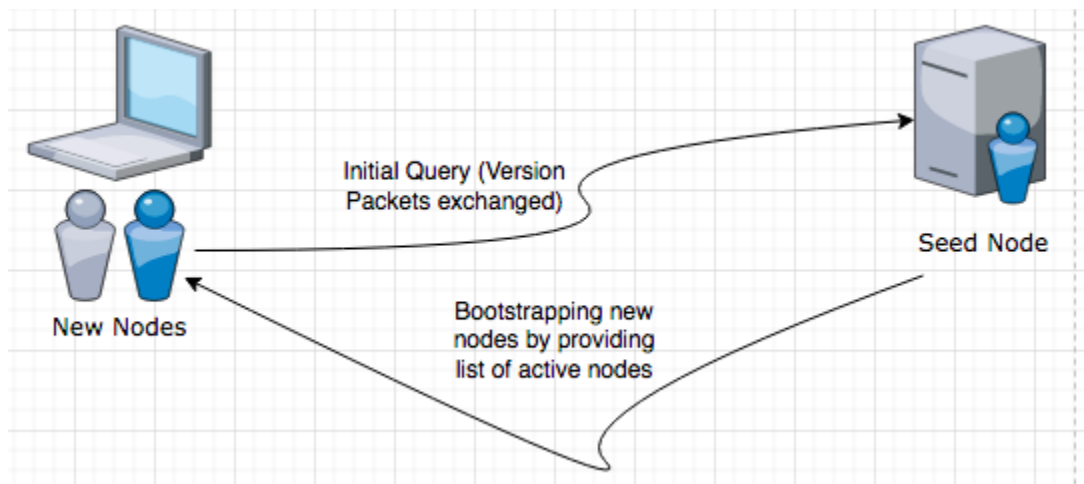 Initial Query (Version
Packets exchanged)
Seed Node
Bootstrapping new
nodes by providing
list of active nodes
New Nodes